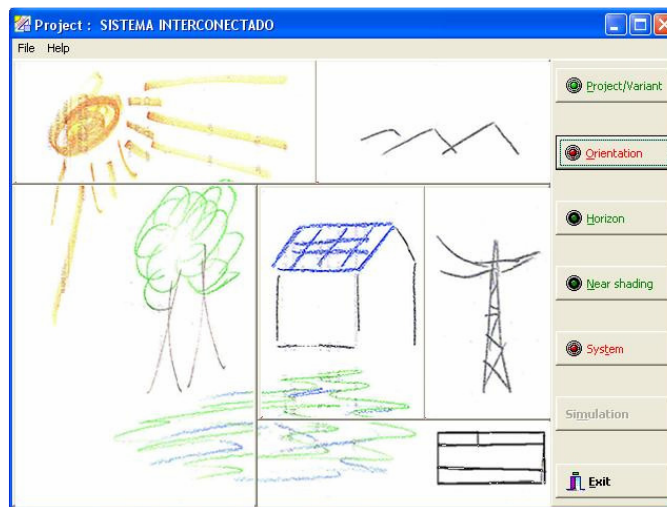 Project : SISTEMA INTERCONECTADO
File Help
Project/Variant
Orientation
Horizon
Near shading
System
Simulation
Exit